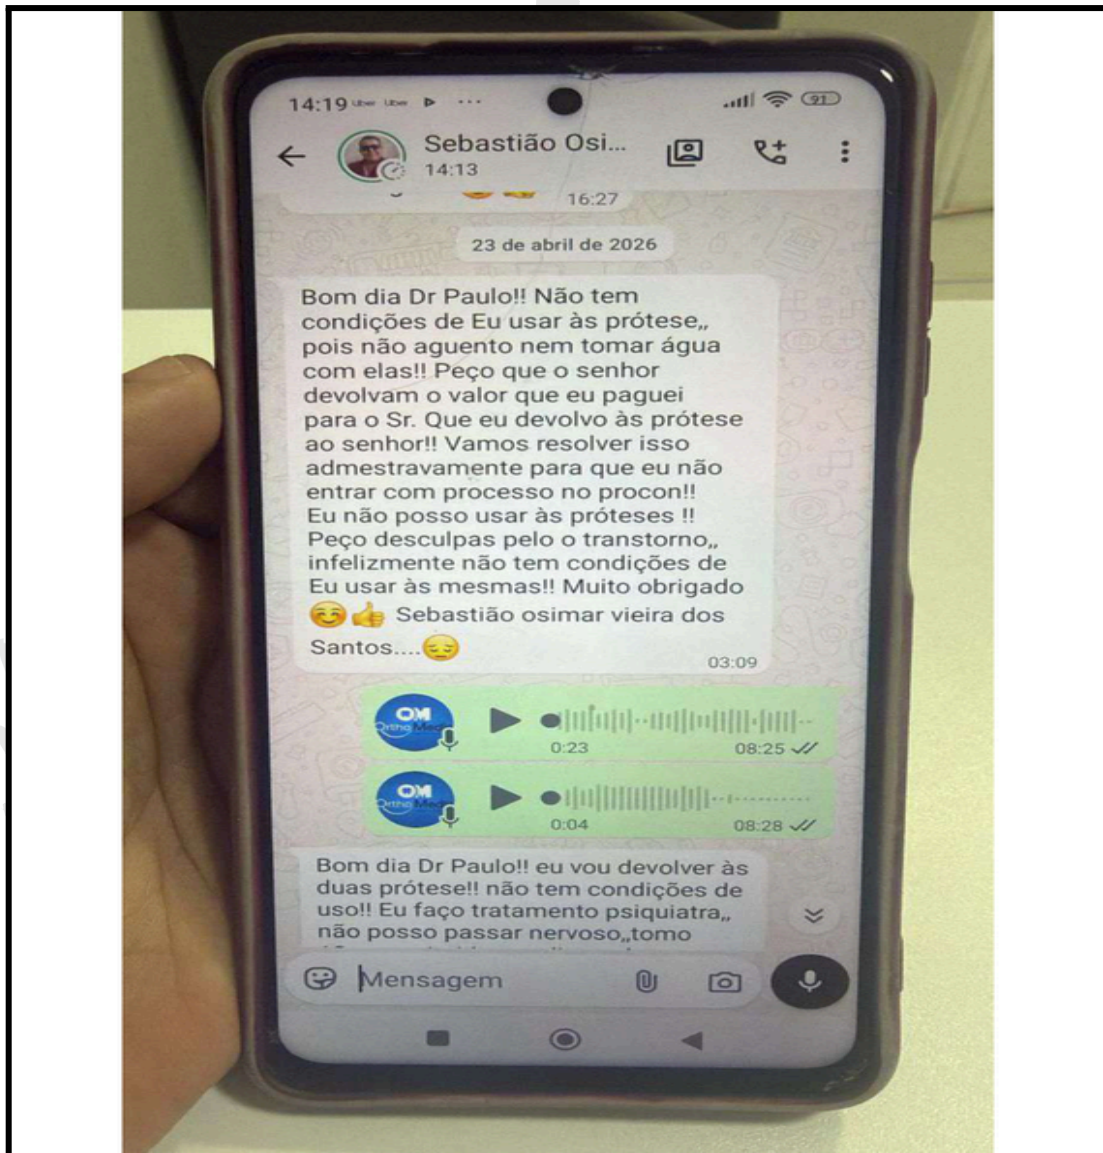 14:19 Uber Uber ...
91
Sebastião Osi...
14:13
16:27
23 de abril de 2026
Bom dia Dr Paulo!! Não tem
condições de Eu usar às prótese,,
pois não aguento nem tomar água
com elas!! Peço que o senhor
devolvam o valor que eu paguei
para o Sr. Que eu devolvo às prótese
ao senhor!! Vamos resolver isso
admestravamente para que eu não
entrar com processo no procon!!
Eu não posso usar às próteses !!
Peço desculpas pelo o transtorno,,
infelizmente não tem condições de
Eu usar às mesmas!! Muito obrigado
☺️👍 Sebastião osimar vieira dos
Santos....😔
03:09
OM
0:23 08:25
OM
0:04 08:28
Bom dia Dr Paulo!! eu vou devolver às
duas prótese!! não tem condições de
uso!! Eu faço tratamento psiquiatra,,
não posso passar nervoso,,tomo
Mensagem